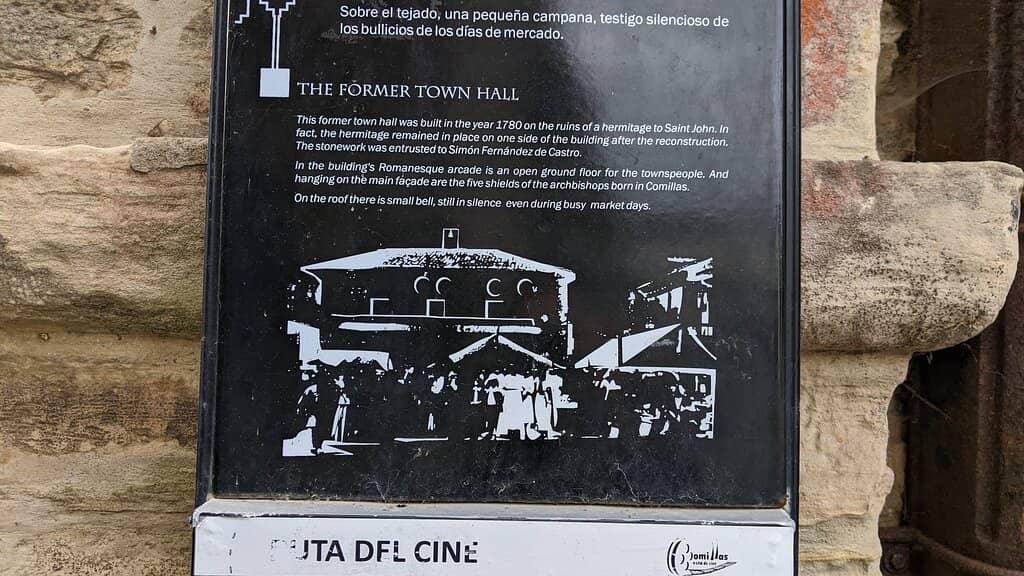 Sobre el tejado, una pequeña campana, testigo silencioso de
los bullicios de los días de mercado.
THE FORMER TOWN HALL
This former town hall was built in the year 1780 on the ruins of a hermitage to Saint John. In
fact, the hermitage remained in place on one side of the building after the reconstruction.
The stonework was entrusted to Simón Fernández de Castro.
In the building's Romanesque arcade is an open ground floor for the townspeople. And
hanging on the main façade are the five shields of the archbishops born in Comillas.
On the roof there is small bell, still in silence even during busy market days.
RUTA DEL CINE
Comillas